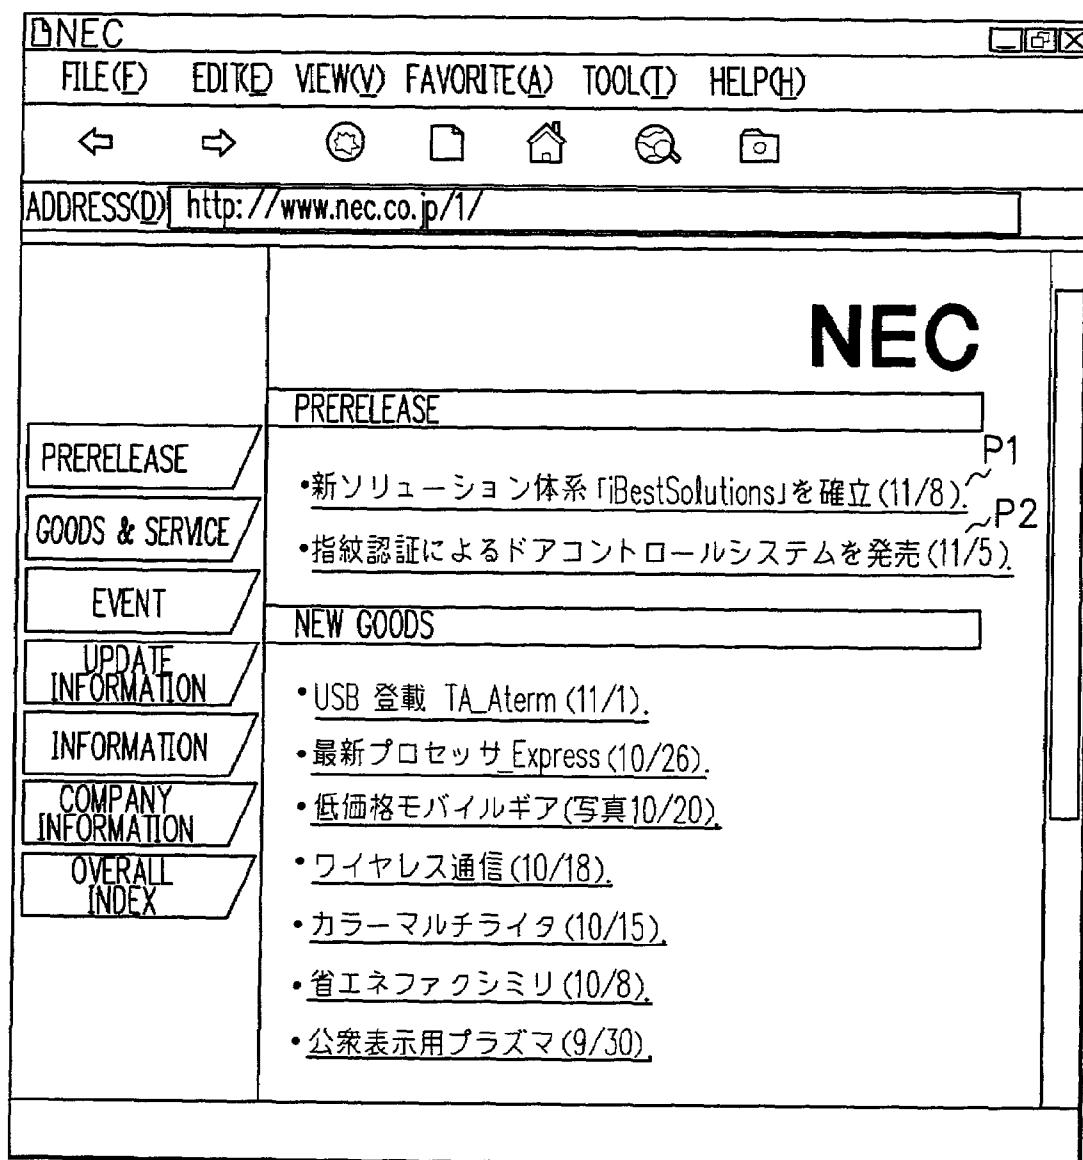 NEC
FILE(F) EDIT(E) VIEW(V) FAVORITE(A) TOOL(T) HELP(H)
ADDRESS(D) http://www.nec.co.jp/1/
NEC
PRERELEASE
GOODS & SERVICE
EVENT
UPDATE
INFORMATION
INFORMATION
COMPANY
INFORMATION
OVERALL
INDEX
PRERELEASE
P1
•新ソリューション体系「iBestSolutions」を確立(11/8).
P2
•指紋認証によるドアコントロールシステムを発売(11/5).
NEW GOODS
•USB 登載 TA_Aterm(11/1).
•最新プロセッサ_Express(10/26).
•低価格モバイルギア(写真10/20).
•ワイヤレス通信(10/18).
•カラーマルチライタ(10/15).
•省エネファクシミリ(10/8).
•公衆表示用プラズマ(9/30).